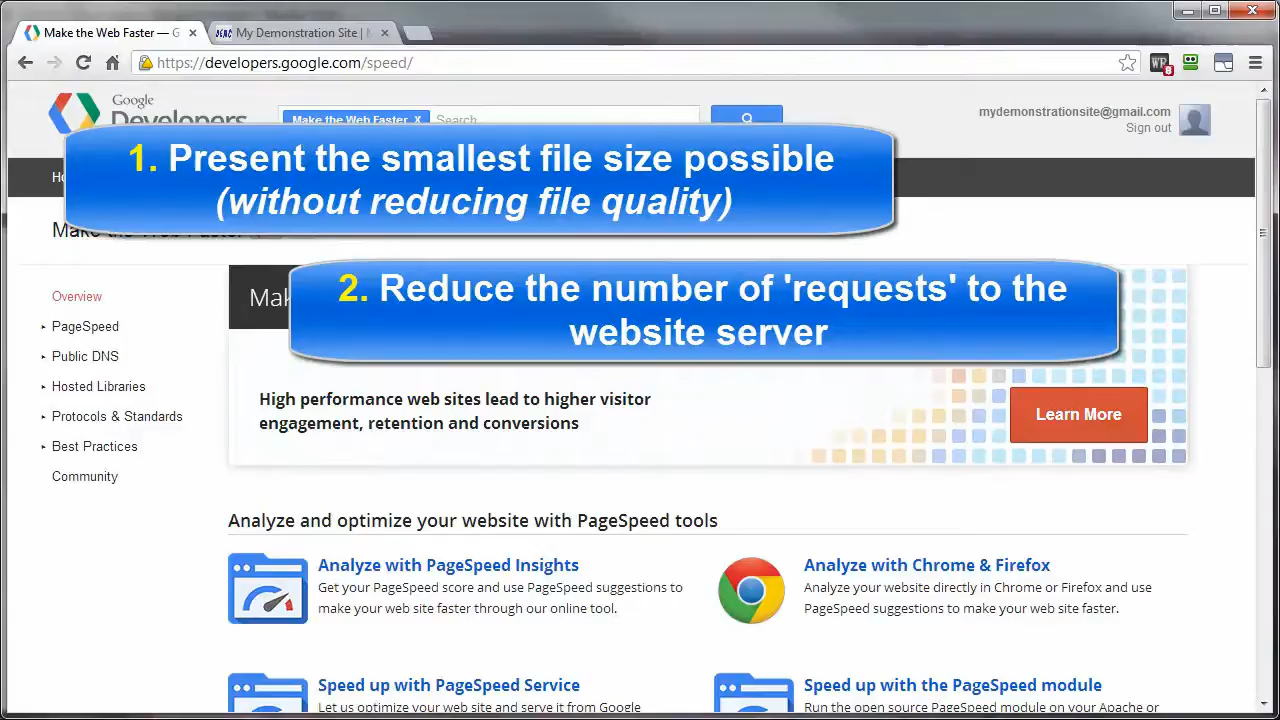 Make the Web Faster — G
My Demonstration Site |
https://developers.google.com/speed/
8
Google
Developers
Make the Web Faster x
Search
mydemonstrationsite@gmail.com
Sign out
1. Present the smallest file size possible
(without reducing file quality)
2. Reduce the number of 'requests' to the
website server
Overview
PageSpeed
Public DNS
Hosted Libraries
Protocols & Standards
Best Practices
Community
High performance web sites lead to higher visitor
engagement, retention and conversions
Learn More
Analyze and optimize your website with PageSpeed tools
Analyze with PageSpeed Insights
Get your PageSpeed score and use PageSpeed suggestions to
make your web site faster through our online tool.
Analyze with Chrome & Firefox
Analyze your website directly in Chrome or Firefox and use
PageSpeed suggestions to make your web site faster.
Speed up with PageSpeed Service
Let us optimize your web site and serve it from Google
Speed up with the PageSpeed module
Run the open source PageSpeed module on your Apache or